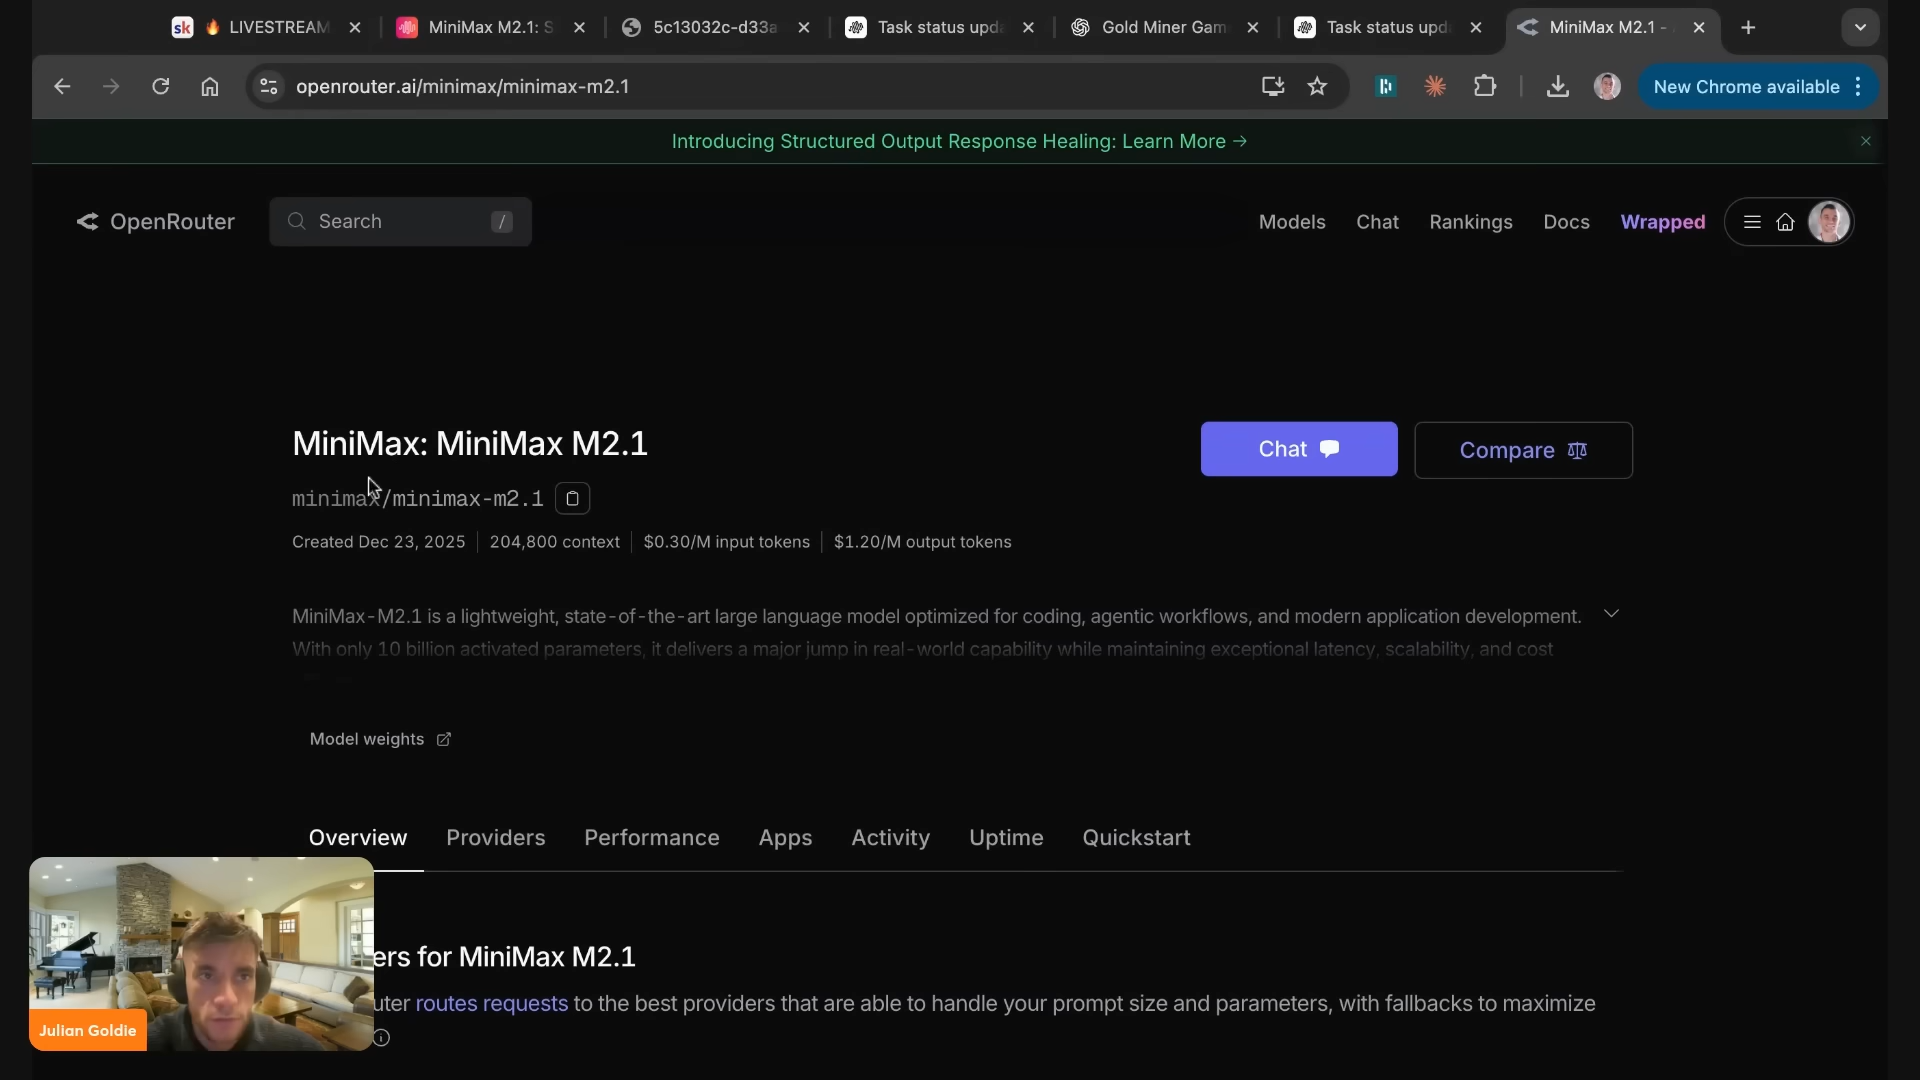 sk 🔥 LIVESTREAM
MiniMax M2.1: S
5c13032c-d33a
Task status upda
Gold Miner Gam
Task status upda
MiniMax M2.1 -
openrouter.ai/minimax/minimax-m2.1
New Chrome available
Introducing Structured Output Response Healing: Learn More →
OpenRouter
Search /
Models
Chat
Rankings
Docs
Wrapped
MiniMax: MiniMax M2.1
Chat
Compare
minimax/minimax-m2.1
Created Dec 23, 2025
204,800 context
$0.30/M input tokens
$1.20/M output tokens
MiniMax-M2.1 is a lightweight, state-of-the-art large language model optimized for coding, agentic workflows, and modern application development.
With only 10 billion activated parameters, it delivers a major jump in real-world capability while maintaining exceptional latency, scalability, and cost
Model weights
Overview
Providers
Performance
Apps
Activity
Uptime
Quickstart
ers for MiniMax M2.1
uter routes requests to the best providers that are able to handle your prompt size and parameters, with fallbacks to maximize
Julian Goldie